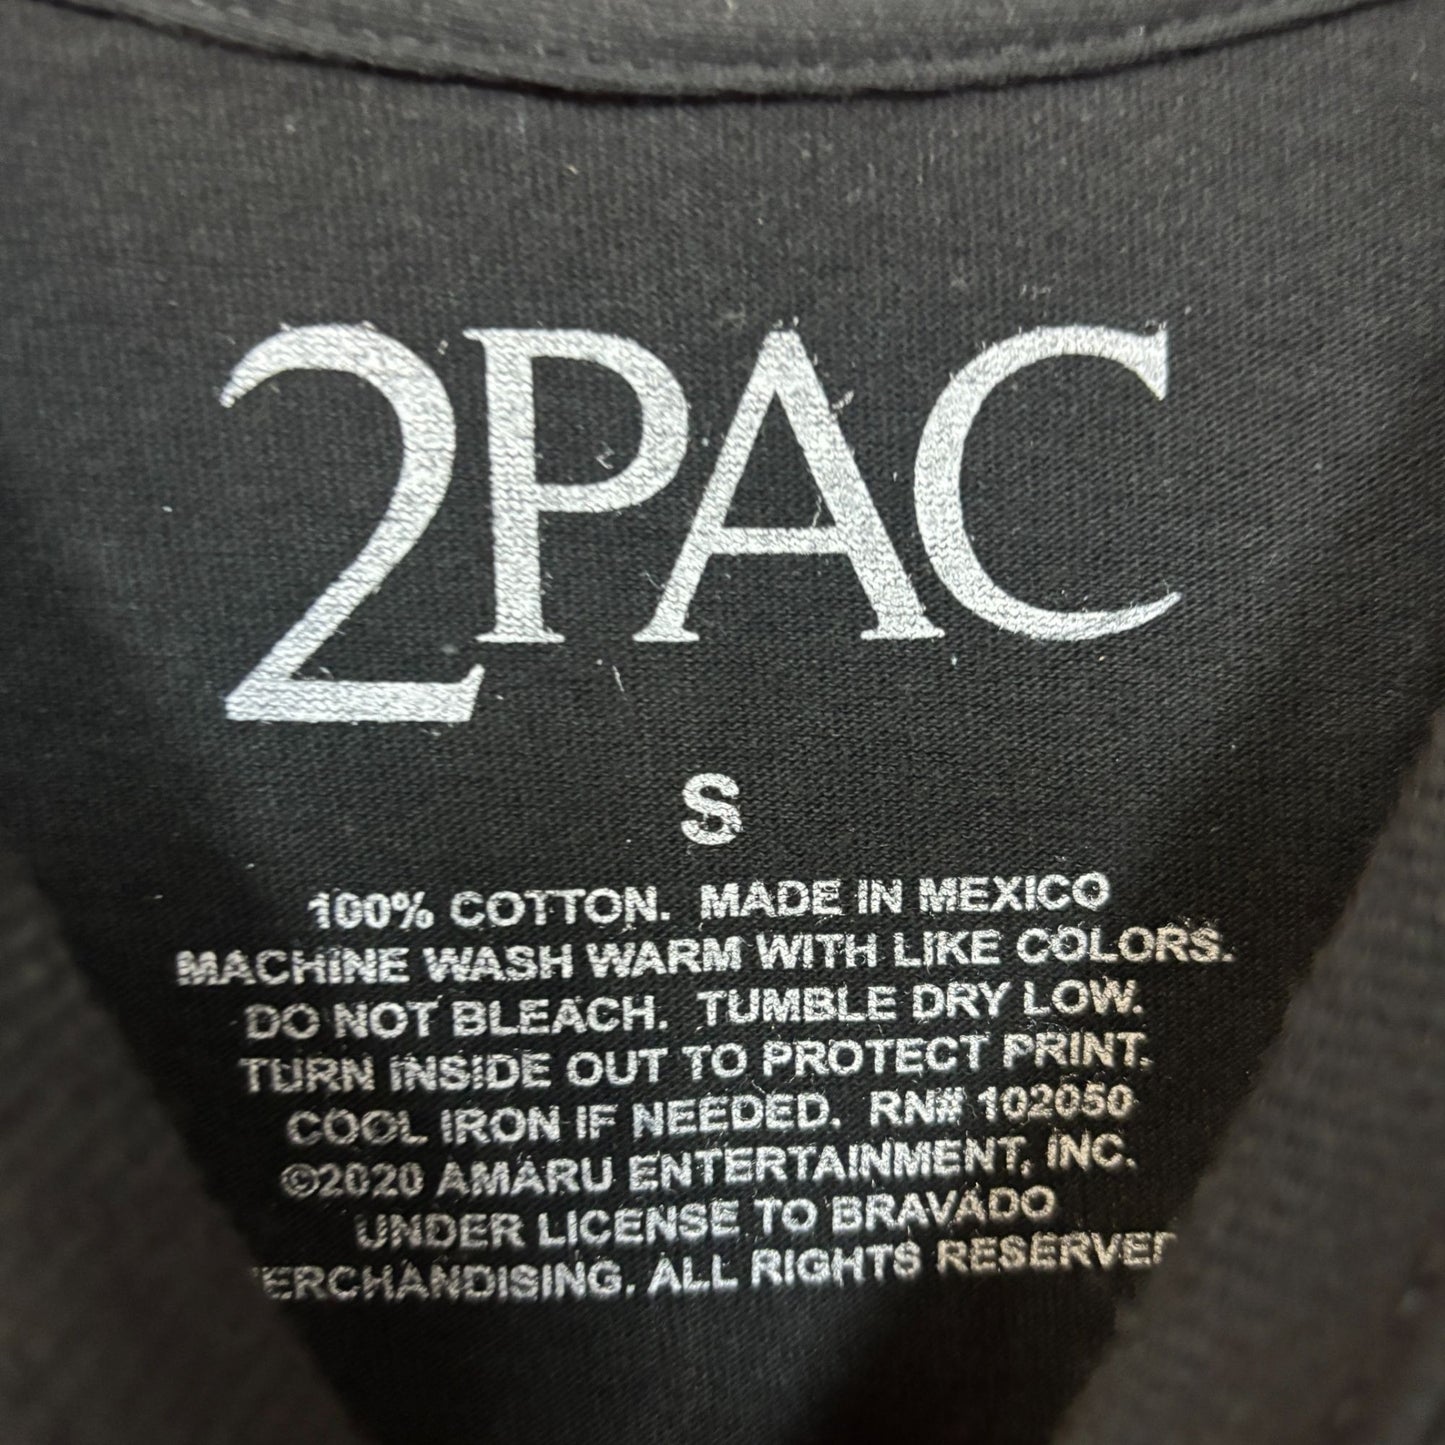 2PAC
S
100% COTTON. MADE IN MEXICO
MACHINE WASH WARM WITH LIKE COLORS.
DO NOT BLEACH. TUMBLE DRY LOW.
TURN INSIDE OUT TO PROTECT PRINT.
COOL IRON IF NEEDED. RN# 102050
©2020 AMARU ENTERTAINMENT, INC.
UNDER LICENSE TO BRAVADO
ERCHANDISING. ALL RIGHTS RESERVE